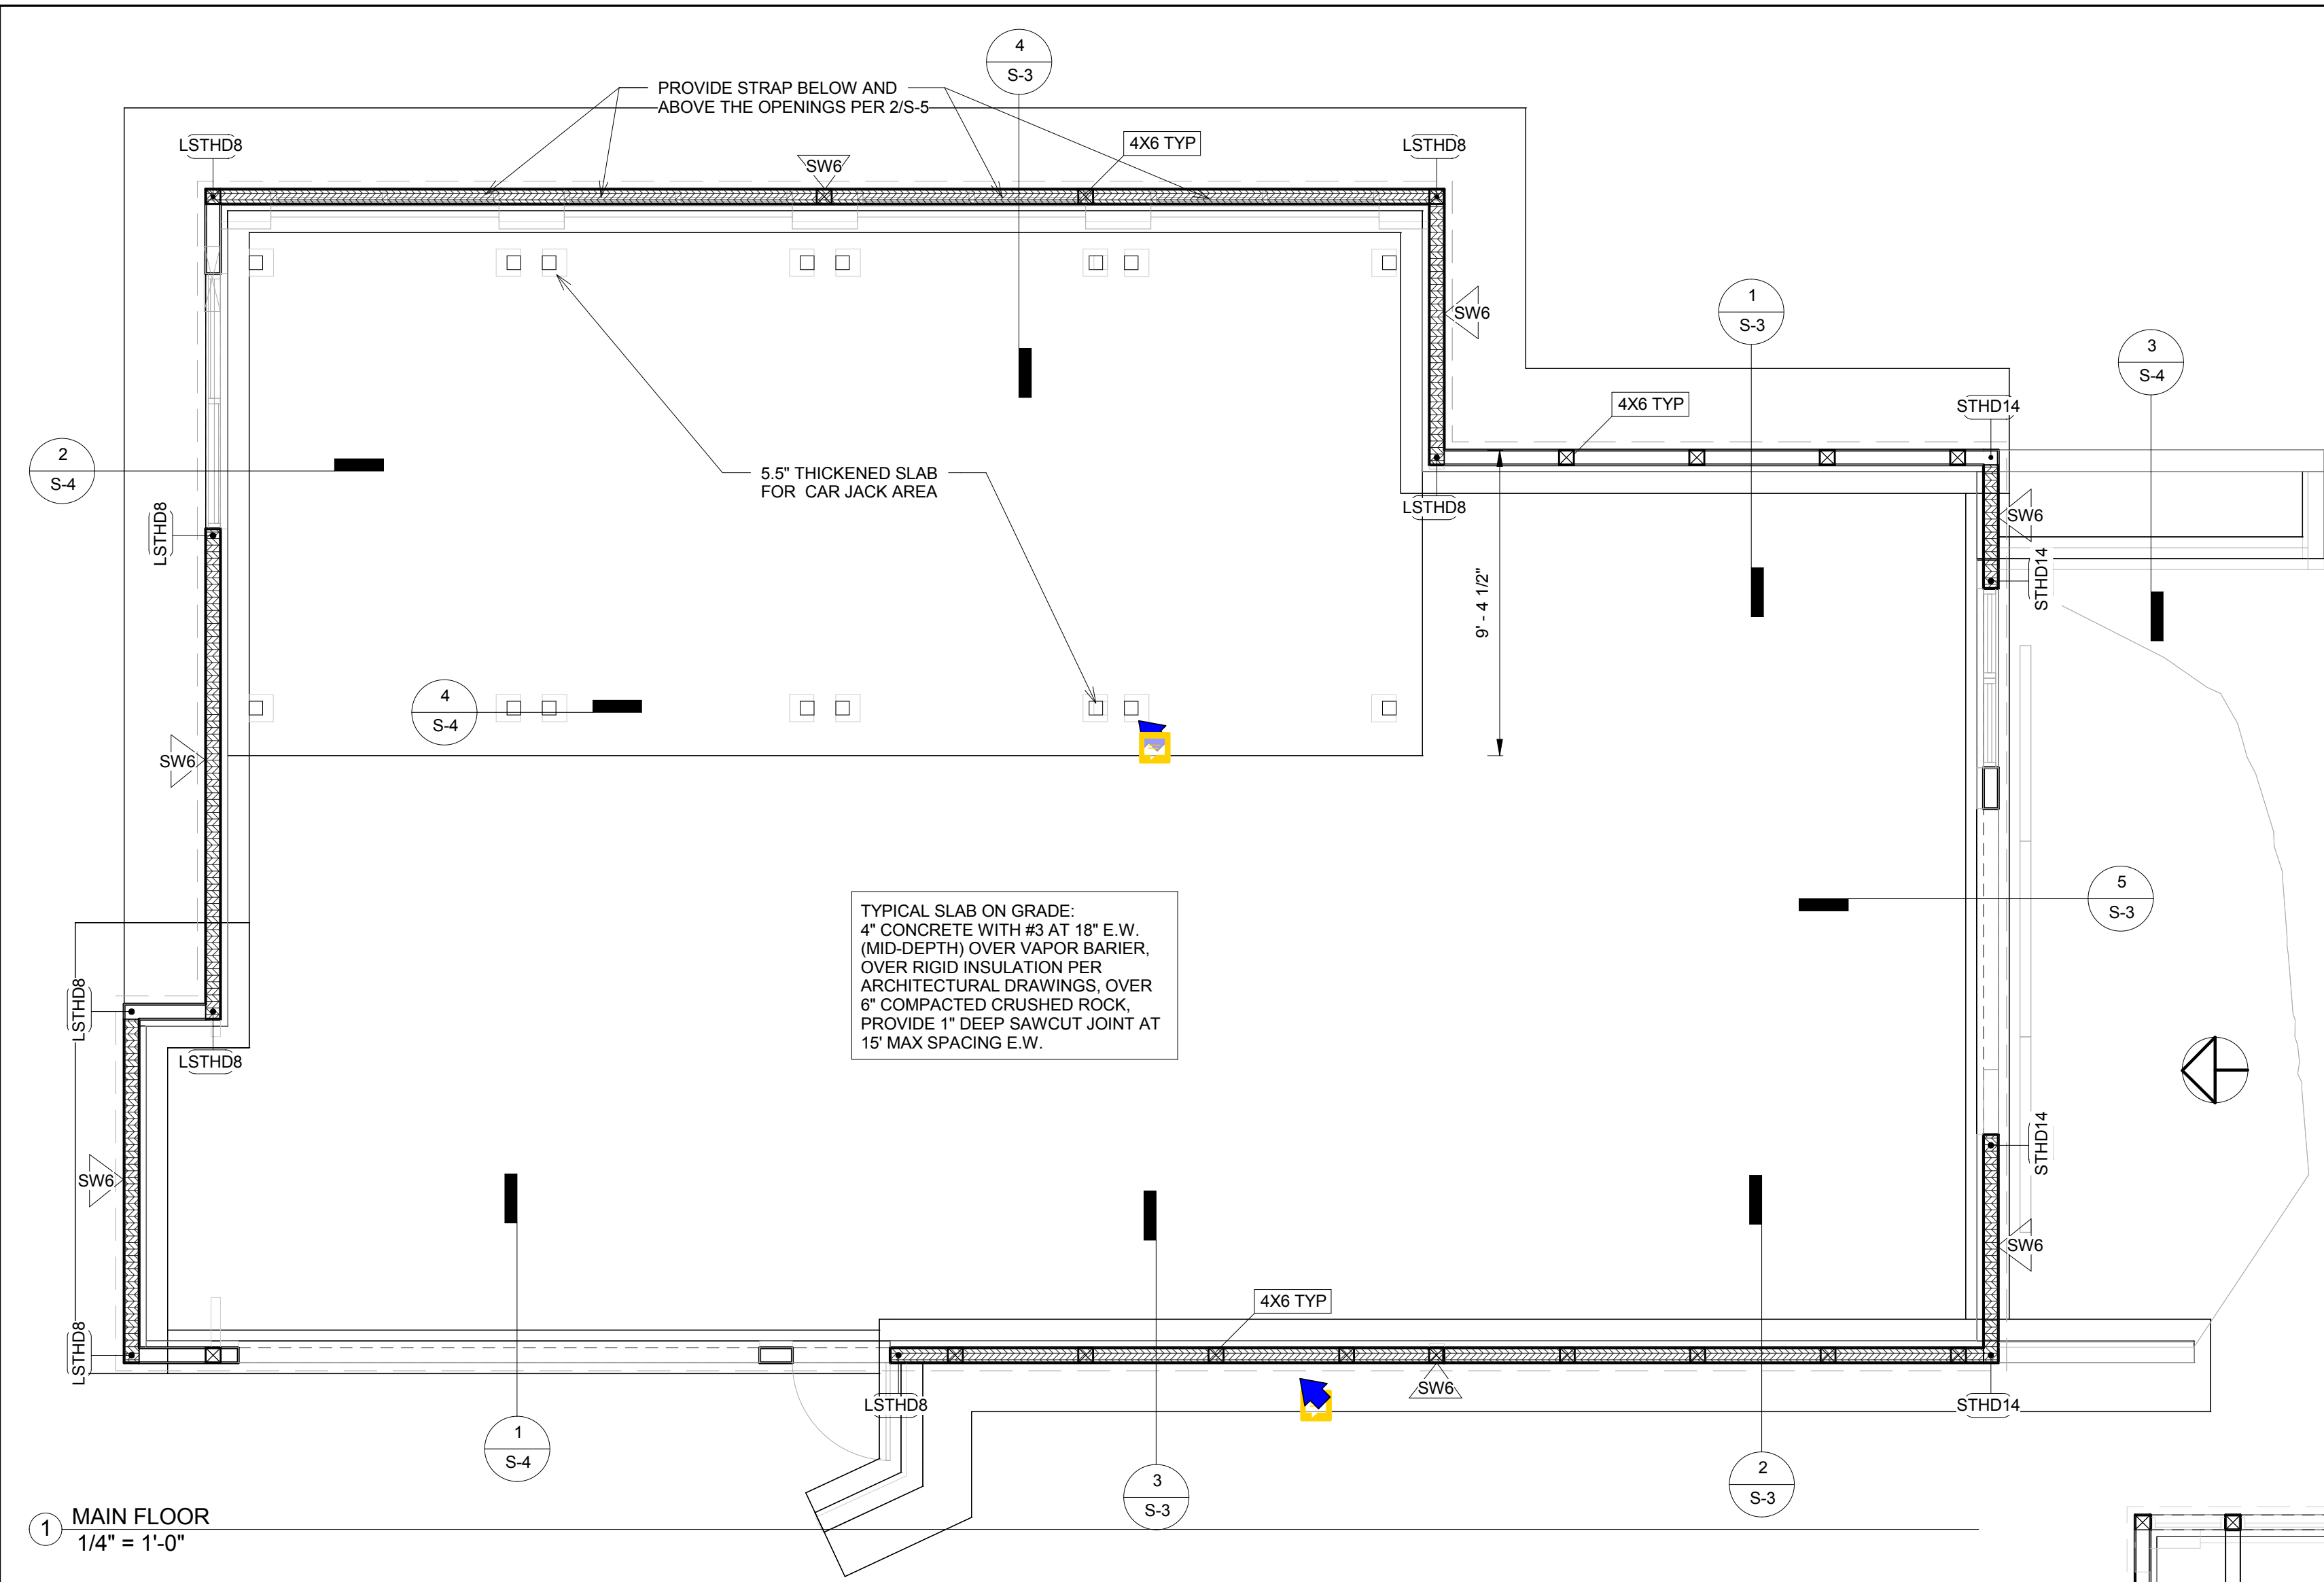 4
S-3
PROVIDE STRAP BELOW AND
ABOVE THE OPENINGS PER 2/S-5
LSTHD8
SW6
4X6 TYP
LSTHD8
SW6
1
S-3
3
S-4
4X6 TYP
STHD14
2
S-4
5.5" THICKENED SLAB
FOR CAR JACK AREA
LSTHD8
LSTHD8
SW6
STHD14
9' - 4 1/2"
4
S-4
SW6
5
S-3
TYPICAL SLAB ON GRADE:
4" CONCRETE WITH #3 AT 18" E.W.
(MID-DEPTH) OVER VAPOR BARIER,
OVER RIGID INSULATION PER
ARCHITECTURAL DRAWINGS, OVER
6" COMPACTED CRUSHED ROCK,
PROVIDE 1" DEEP SAWCUT JOINT AT
15' MAX SPACING E.W.
LSTHD8
LSTHD8
STHD14
SW6
SW6
4X6 TYP
LSTHD8
SW6
LSTHD8
STHD14
1
S-4
3
S-3
2
S-3
1 MAIN FLOOR
1/4" = 1'-0"